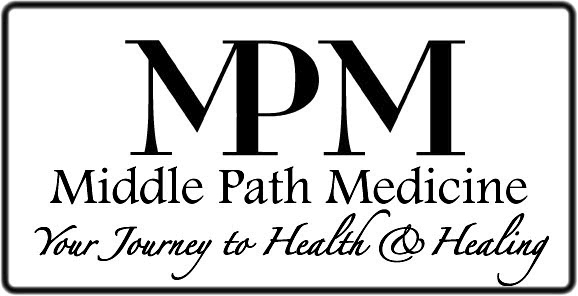 MPM
Middle Path Medicine
Your Journey to Health & Healing